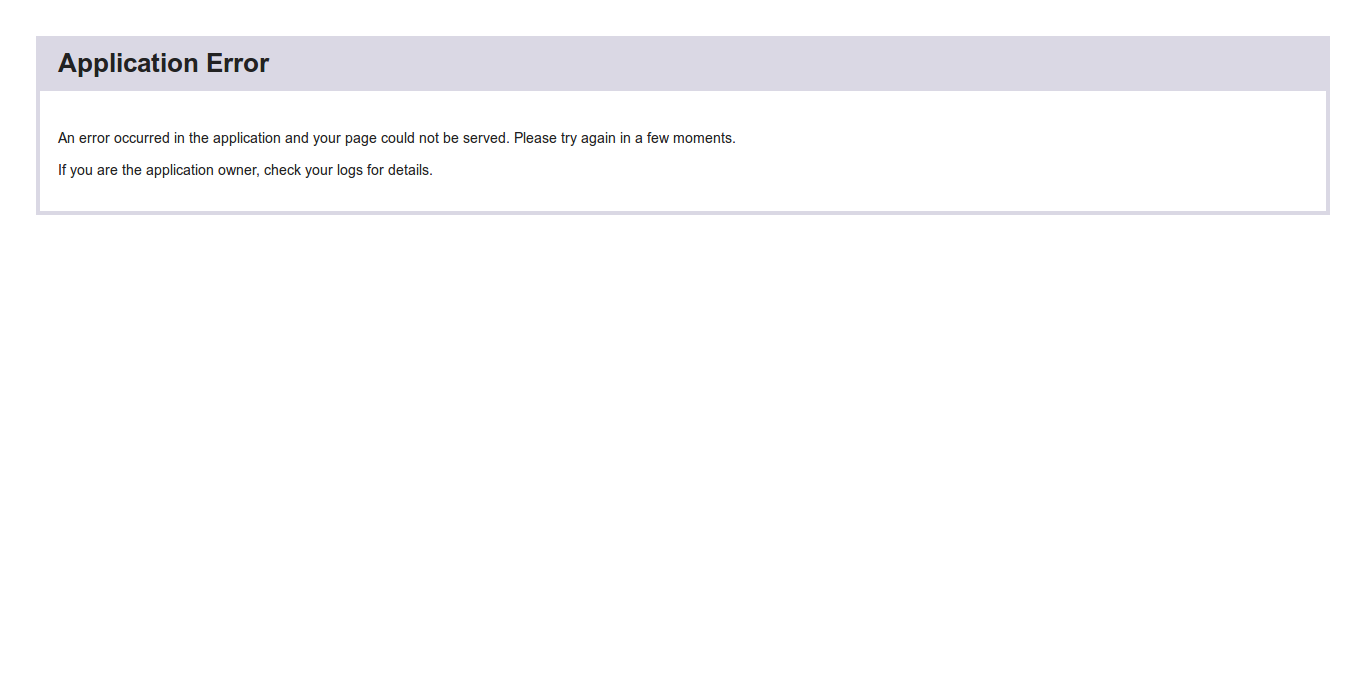 Application Error
An error occurred in the application and your page could not be served. Please try again in a few moments.
If you are the application owner, check your logs for details.